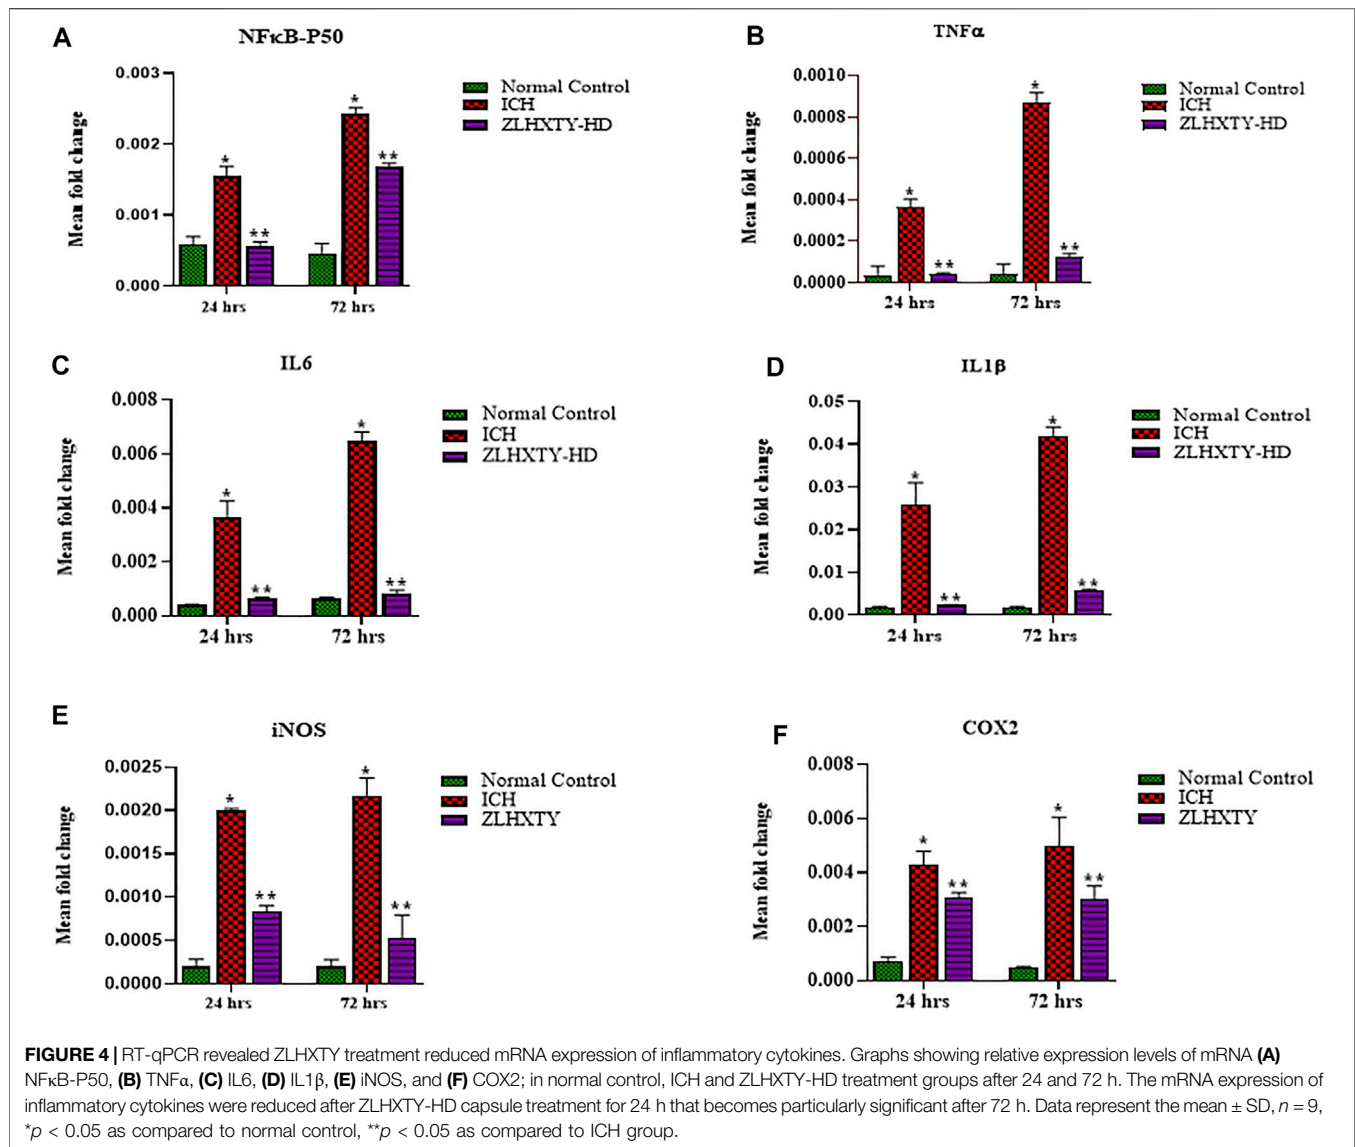 A
NFκB-P50
Mean fold change
0.003
0.002
0.001
0.000
* ** * **
24 hrs 72 hrs
Normal Control
ICH
ZLHXTY-HD
B
TNFα
Mean fold change
0.0010
0.0008
0.0006
0.0004
0.0002
0.0000
* ** * **
24 hrs 72 hrs
Normal Control
ICH
ZLHXTY-HD
C
IL6
Mean fold change
0.008
0.006
0.004
0.002
0.000
* ** * **
24 hrs 72 hrs
Normal Control
ICH
ZLHXTY-HD
D
IL1β
Mean fold change
0.05
0.04
0.03
0.02
0.01
0.00
* ** * **
24 hrs 72 hrs
Normal Control
ICH
ZLHXTY-HD
E
iNOS
Mean fold change
0.0025
0.0020
0.0015
0.0010
0.0005
0.0000
* ** * **
24 hrs 72 hrs
Normal Control
ICH
ZLHXTY
F
COX2
Mean fold change
0.008
0.006
0.004
0.002
0.000
* ** * **
24 hrs 72 hrs
Normal Control
ICH
ZLHXTY
FIGURE 4 | RT-qPCR revealed ZLHXTY treatment reduced mRNA expression of inflammatory cytokines. Graphs showing relative expression levels of mRNA (A)
NFκB-P50, (B) TNFα, (C) IL6, (D) IL1β, (E) iNOS, and (F) COX2; in normal control, ICH and ZLHXTY-HD treatment groups after 24 and 72 h. The mRNA expression of
inflammatory cytokines were reduced after ZLHXTY-HD capsule treatment for 24 h that becomes particularly significant after 72 h. Data represent the mean ± SD, n = 9,
*p < 0.05 as compared to normal control, **p < 0.05 as compared to ICH group.